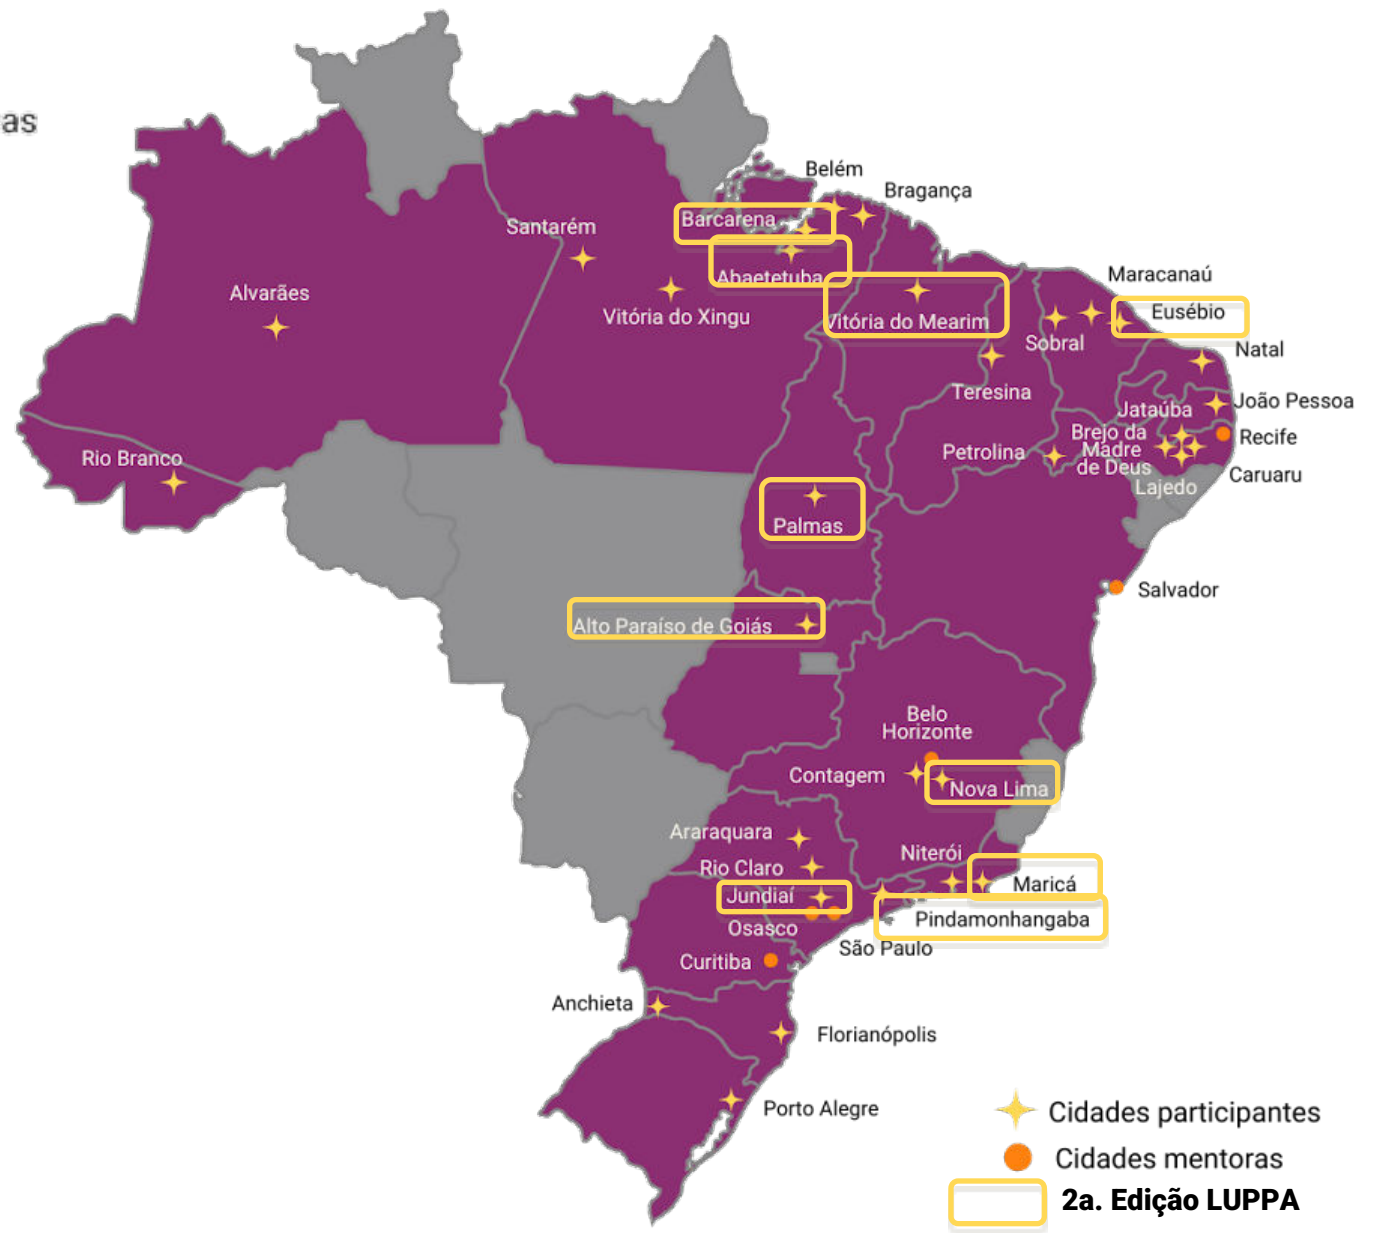 as
Belém
Bragança
Barcarena
Santarém
Abaetetuba
Maracanaú
Alvarães
Eusébio
Vitória do Xingu
Vitória do Mearim
Sobral
Natal
Teresina
João Pessoa
Jataúba
Recife
Brejo da
Madre
de Deus
Petrolina
Rio Branco
Caruaru
Lajedo
Palmas
Salvador
Alto Paraíso de Goiás
Belo
Horizonte
Contagem
Nova Lima
Araraquara
Niterói
Rio Claro
Maricá
Jundiaí
Pindamonhangaba
Osasco
São Paulo
Curitiba
Anchieta
Florianópolis
Porto Alegre
Cidades participantes
Cidades mentoras
2a. Edição LUPPA